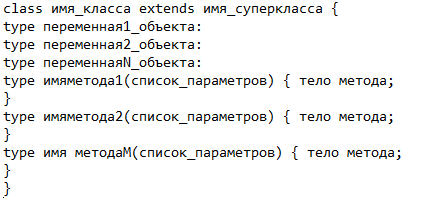 class имя_класса extends имя_суперкласса {
type переменная1_объекта:
type переменная2_объекта:
type переменнаяN_объекта:
type имяметода1(список_параметров) { тело метода;
}
type имяметода2(список_параметров) { тело метода;
}
type имя методаМ(список_параметров) { тело метода;
}
}